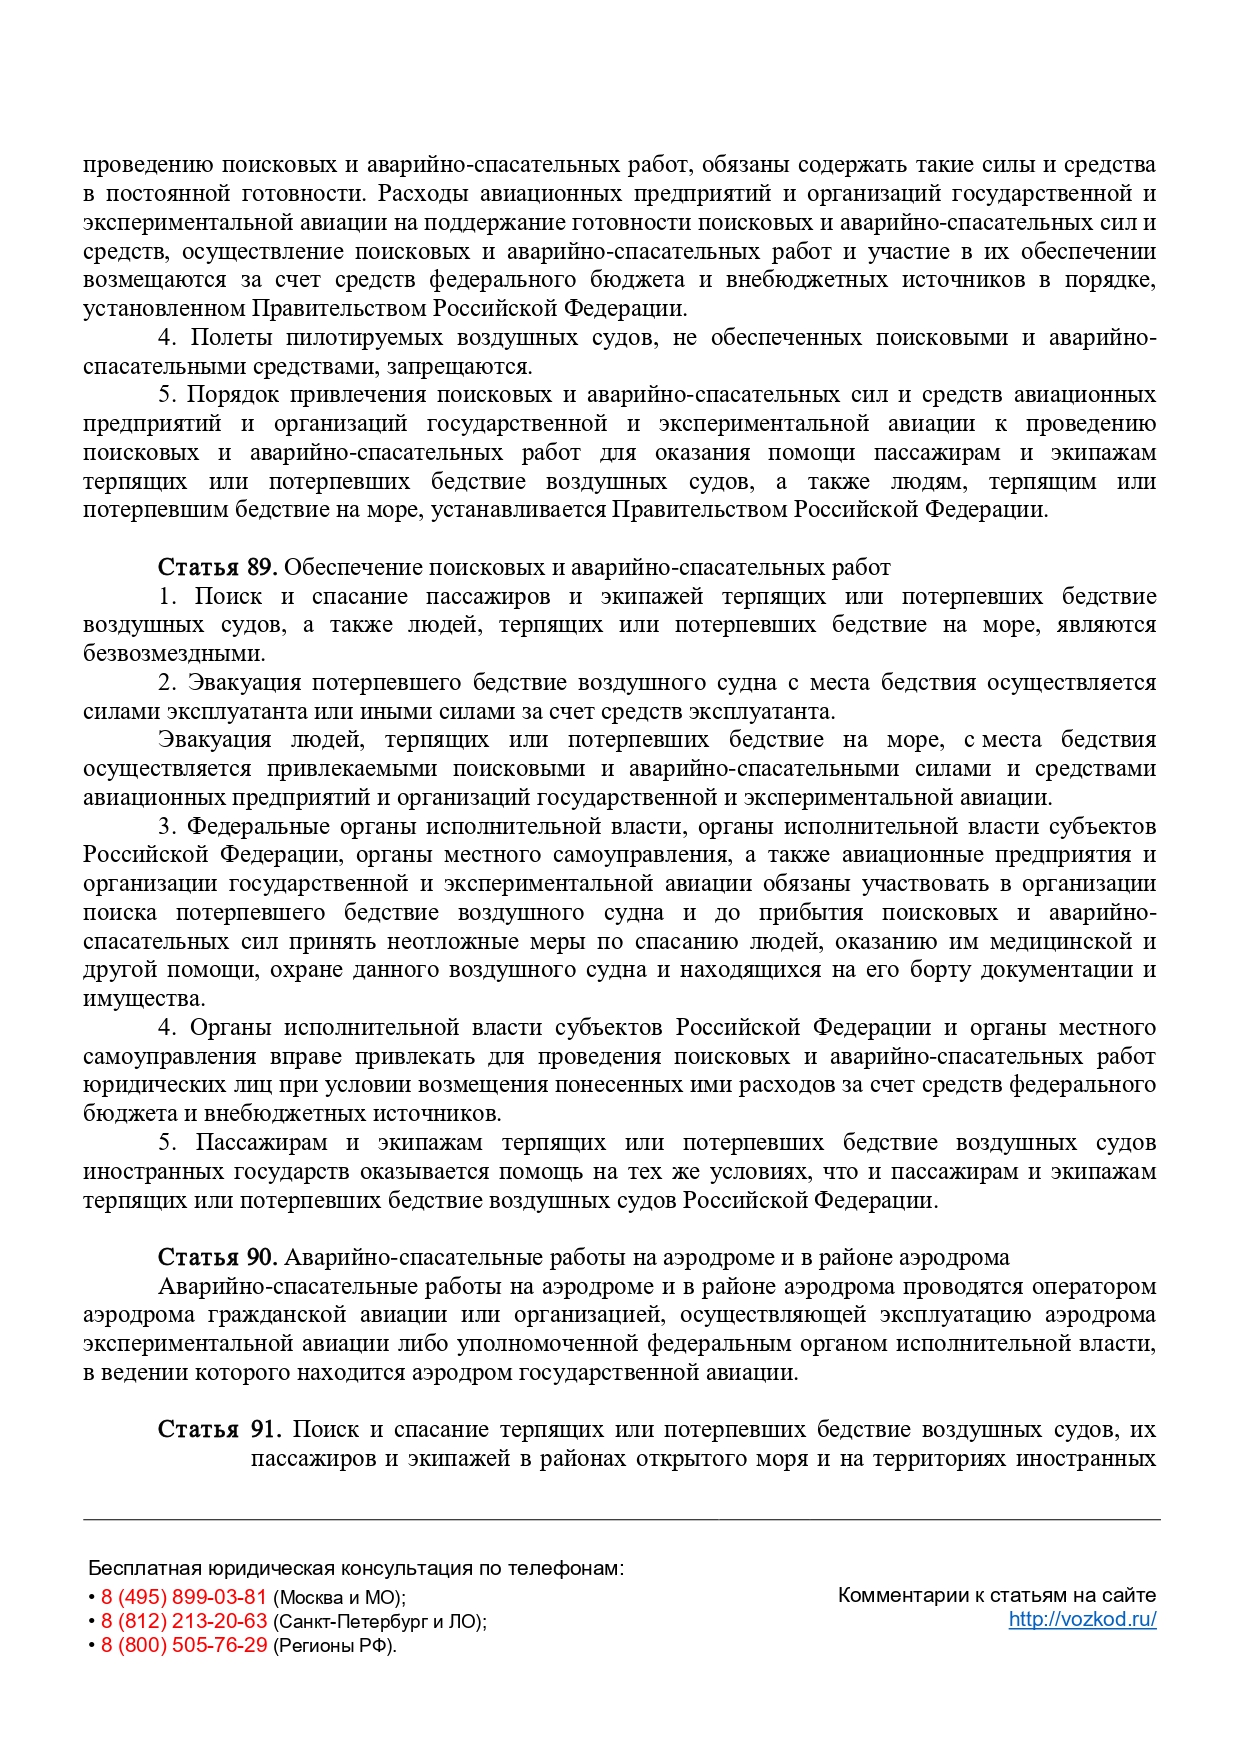 проведению поисковых и аварийно-спасательных работ, обязаны содержать такие силы и средства
в постоянной готовности. Расходы авиационных предприятий и организаций государственной и
экспериментальной авиации на поддержание готовности поисковых и аварийно-спасательных сил и
средств, осуществление поисковых и аварийно-спасательных работ и участие в их обеспечении
возмещаются за счет средств федерального бюджета и внебюджетных источников в порядке,
установленном Правительством Российской Федерации.
4. Полеты пилотируемых воздушных судов, не обеспеченных поисковыми и аварийно-
спасательными средствами, запрещаются.
5. Порядок привлечения поисковых и аварийно-спасательных сил и средств авиационных
предприятий и организаций государственной и экспериментальной авиации к проведению
поисковых и аварийно-спасательных работ для оказания помощи пассажирам и экипажам
терпящих или потерпевших бедствие воздушных судов, а также людям, терпящим или
потерпевшим бедствие на море, устанавливается Правительством Российской Федерации.
Статья 89. Обеспечение поисковых и аварийно-спасательных работ
1. Поиск и спасание пассажиров и экипажей терпящих или потерпевших бедствие
воздушных судов, а также людей, терпящих или потерпевших бедствие на море, являются
безвозмездными.
2. Эвакуация потерпевшего бедствие воздушного судна с места бедствия осуществляется
силами эксплуатанта или иными силами за счет средств эксплуатанта.
Эвакуация людей, терпящих или потерпевших бедствие на море, с места бедствия
осуществляется привлекаемыми поисковыми и аварийно-спасательными силами и средствами
авиационных предприятий и организаций государственной и экспериментальной авиации.
3. Федеральные органы исполнительной власти, органы исполнительной власти субъектов
Российской Федерации, органы местного самоуправления, а также авиационные предприятия и
организации государственной и экспериментальной авиации обязаны участвовать в организации
поиска потерпевшего бедствие воздушного судна и до прибытия поисковых и аварийно-
спасательных сил принять неотложные меры по спасанию людей, оказанию им медицинской и
другой помощи, охране данного воздушного судна и находящихся на его борту документации и
имущества.
4. Органы исполнительной власти субъектов Российской Федерации и органы местного
самоуправления вправе привлекать для проведения поисковых и аварийно-спасательных работ
юридических лиц при условии возмещения понесенных ими расходов за счет средств федерального
бюджета и внебюджетных источников.
5. Пассажирам и экипажам терпящих или потерпевших бедствие воздушных судов
иностранных государств оказывается помощь на тех же условиях, что и пассажирам и экипажам
терпящих или потерпевших бедствие воздушных судов Российской Федерации.
Статья 90. Аварийно-спасательные работы на аэродроме и в районе аэродрома
Аварийно-спасательные работы на аэродроме и в районе аэродрома проводятся оператором
аэродрома гражданской авиации или организацией, осуществляющей эксплуатацию аэродрома
экспериментальной авиации либо уполномоченной федеральным органом исполнительной власти,
в ведении которого находится аэродром государственной авиации.
Статья 91. Поиск и спасание терпящих или потерпевших бедствие воздушных судов, их
пассажиров и экипажей в районах открытого моря и на территориях иностранных
Бесплатная юридическая консультация по телефонам:
• 8 (495) 899-03-81 (Москва и МО);
• 8 (812) 213-20-63 (Санкт-Петербург и ЛО);
• 8 (800) 505-76-29 (Регионы РФ).
Комментарии к статьям на сайте
http://vozkod.ru/